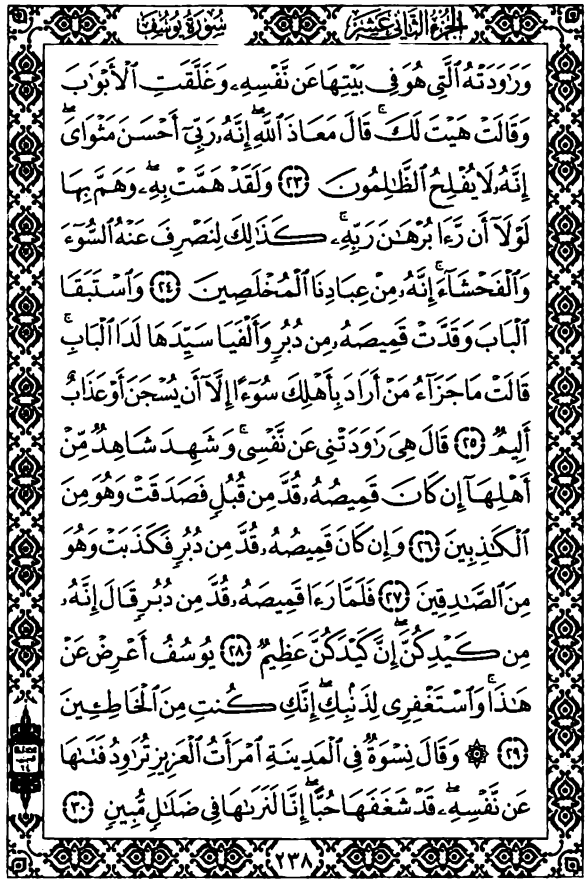 الجزء الثاني عشر
سورة يوسف
وَرَٰوَدَتْهُ ٱلَّتِى هُوَ فِى بَيْتِهَا عَن نَّفْسِهِۦ وَغَلَّقَتِ ٱلْأَبْوَٰبَ
وَقَالَتْ هَيْتَ لَكَ ۚ قَالَ مَعَاذَ ٱللَّهِ ۖ إِنَّهُۥ رَبِّىٓ أَحْسَنَ مَثْوَاىَ ۖ
إِنَّهُۥ لَا يُفْلِحُ ٱلظَّٰلِمُونَ ٢٣ وَلَقَدْ هَمَّتْ بِهِۦ ۖ وَهَمَّ بِهَا
لَوْلَآ أَن رَّءَا بُرْهَٰنَ رَبِّهِۦ ۚ كَذَٰلِكَ لِنَصْرِفَ عَنْهُ ٱلسُّوٓءَ
وَٱلْفَحْشَآءَ ۚ إِنَّهُۥ مِنْ عِبَادِنَا ٱلْمُخْلَصِينَ ٢٤ وَٱسْتَبَقَا
ٱلْبَابَ وَقَدَّتْ قَمِيصَهُۥ مِن دُبُرٍ وَأَلْفَيَا سَيِّدَهَا لَدَا ٱلْبَابِ ۚ
قَالَتْ مَا جَزَآءُ مَنْ أَرَادَ بِأَهْلِكَ سُوٓءًا إِلَّآ أَن يُسْجَنَ أَوْ عَذَابٌ
أَلِيمٌ ٢٥ قَالَ هِىَ رَٰوَدَتْنِى عَن نَّفْسِى ۚ وَشَهِدَ شَاهِدٌ مِّنْ
أَهْلِهَآ إِن كَانَ قَمِيصُهُۥ قُدَّ مِن قُبُلٍ فَصَدَقَتْ وَهُوَ مِنَ
ٱلْكَٰذِبِينَ ٢٦ وَإِن كَانَ قَمِيصُهُۥ قُدَّ مِن دُبُرٍ فَكَذَبَتْ وَهُوَ
مِنَ ٱلصَّٰدِقِينَ ٢٧ فَلَمَّا رَءَا قَمِيصَهُۥ قُدَّ مِن دُبُرٍ قَالَ إِنَّهُۥ
مِن كَيْدِكُنَّ ۖ إِنَّ كَيْدَكُنَّ عَظِيمٌ ٢٨ يُوسُفُ أَعْرِضْ عَنْ
هَٰذَا ۚ وَٱسْتَغْفِرِى لِذَنۢبِكِ ۖ إِنَّكِ كُنتِ مِنَ ٱلْخَاطِـِٔينَ
٢٩ ۞ وَقَالَ نِسْوَةٌ فِى ٱلْمَدِينَةِ ٱمْرَأَتُ ٱلْعَزِيزِ تُرَٰوِدُ فَتَىٰهَا
عَن نَّفْسِهِۦ ۖ قَدْ شَغَفَهَا حُبًّا ۖ إِنَّا لَنَرَىٰهَا فِى ضَلَٰلٍ مُّبِينٍ ٣٠
٢٣٨